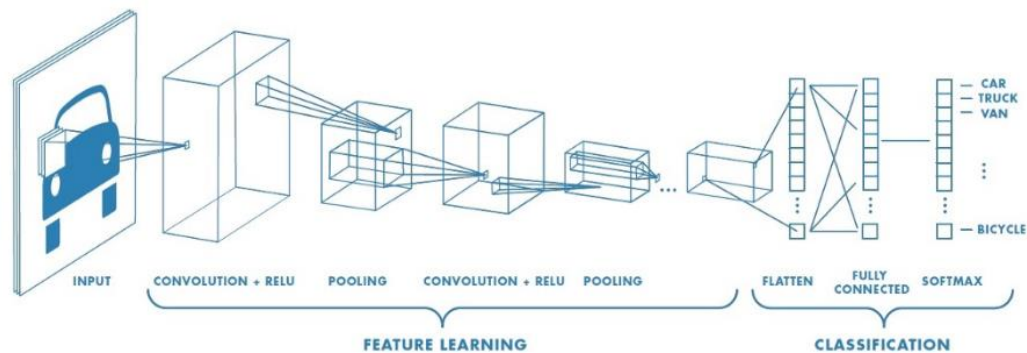 CAR
TRUCK
VAN
BICYCLE
INPUT
CONVOLUTION + RELU
POOLING
CONVOLUTION + RELU
POOLING
FLATTEN
FULLY
CONNECTED
SOFTMAX
FEATURE LEARNING
CLASSIFICATION